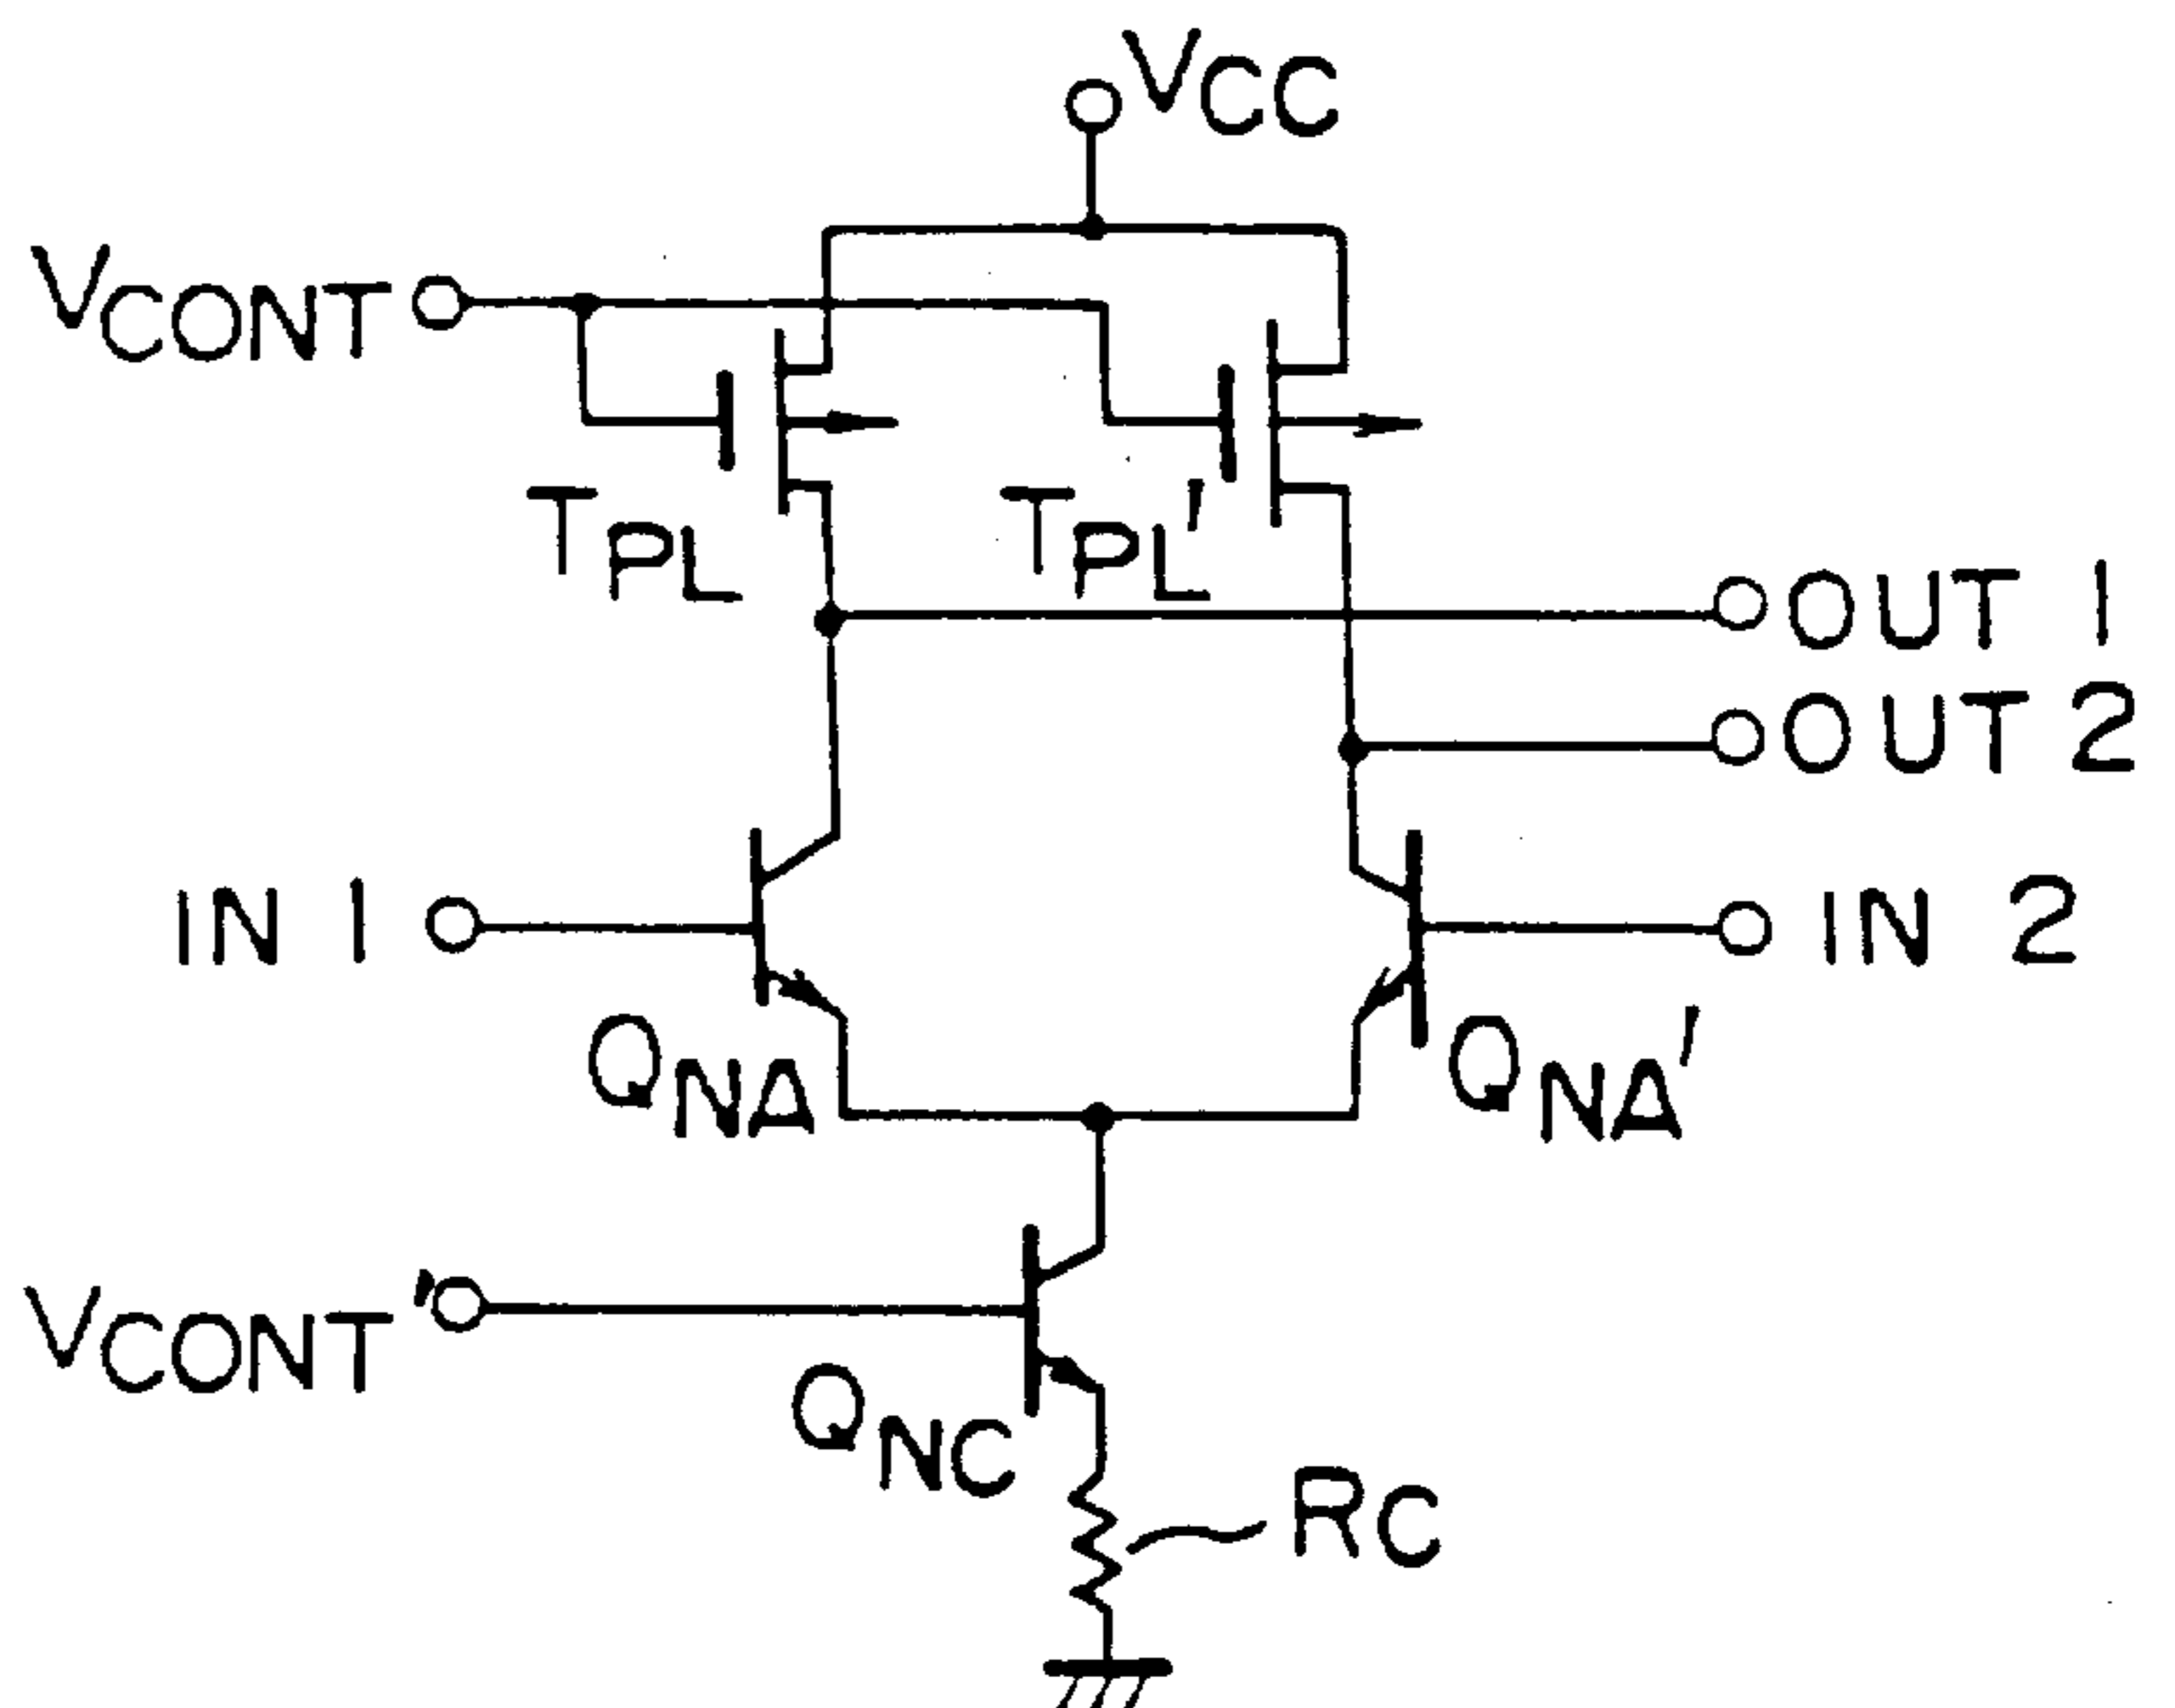 VCC
VCONT
TPL
TPL'
OUT 1
OUT 2
IN 1
IN 2
QNA
QNA'
VCONT'
QNC
RC